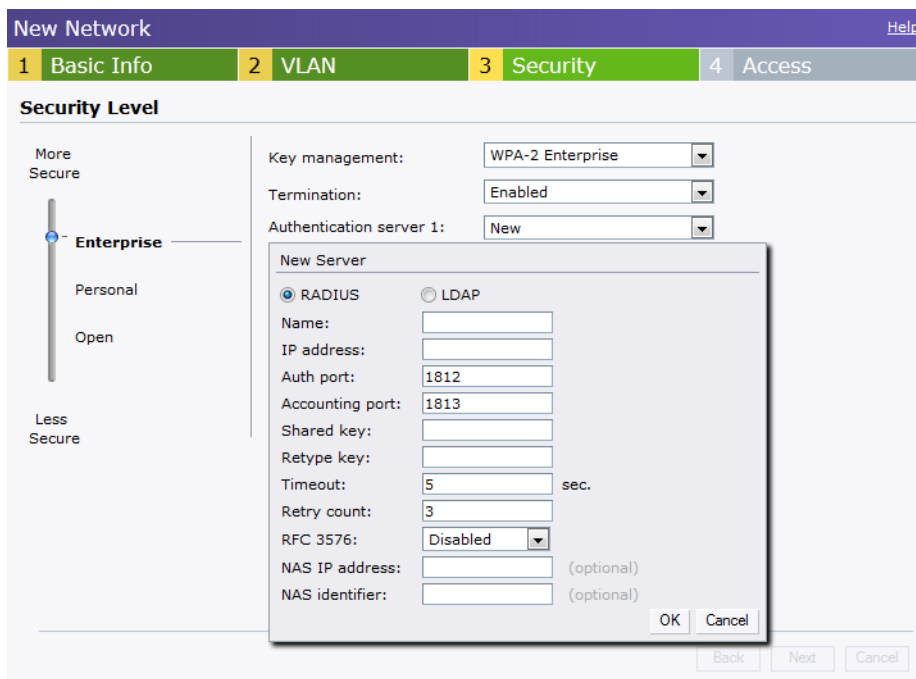 New Network
Help
1 Basic Info
2 VLAN
3 Security
4 Access
Security Level
More
Secure
Enterprise
Personal
Open
Less
Secure
Key management: WPA-2 Enterprise
Termination: Enabled
Authentication server 1: New
New Server
RADIUS LDAP
Name:
IP address:
Auth port: 1812
Accounting port: 1813
Shared key:
Retype key:
Timeout: 5 sec.
Retry count: 3
RFC 3576: Disabled
NAS IP address: (optional)
NAS identifier: (optional)
OK Cancel
Back Next Cancel